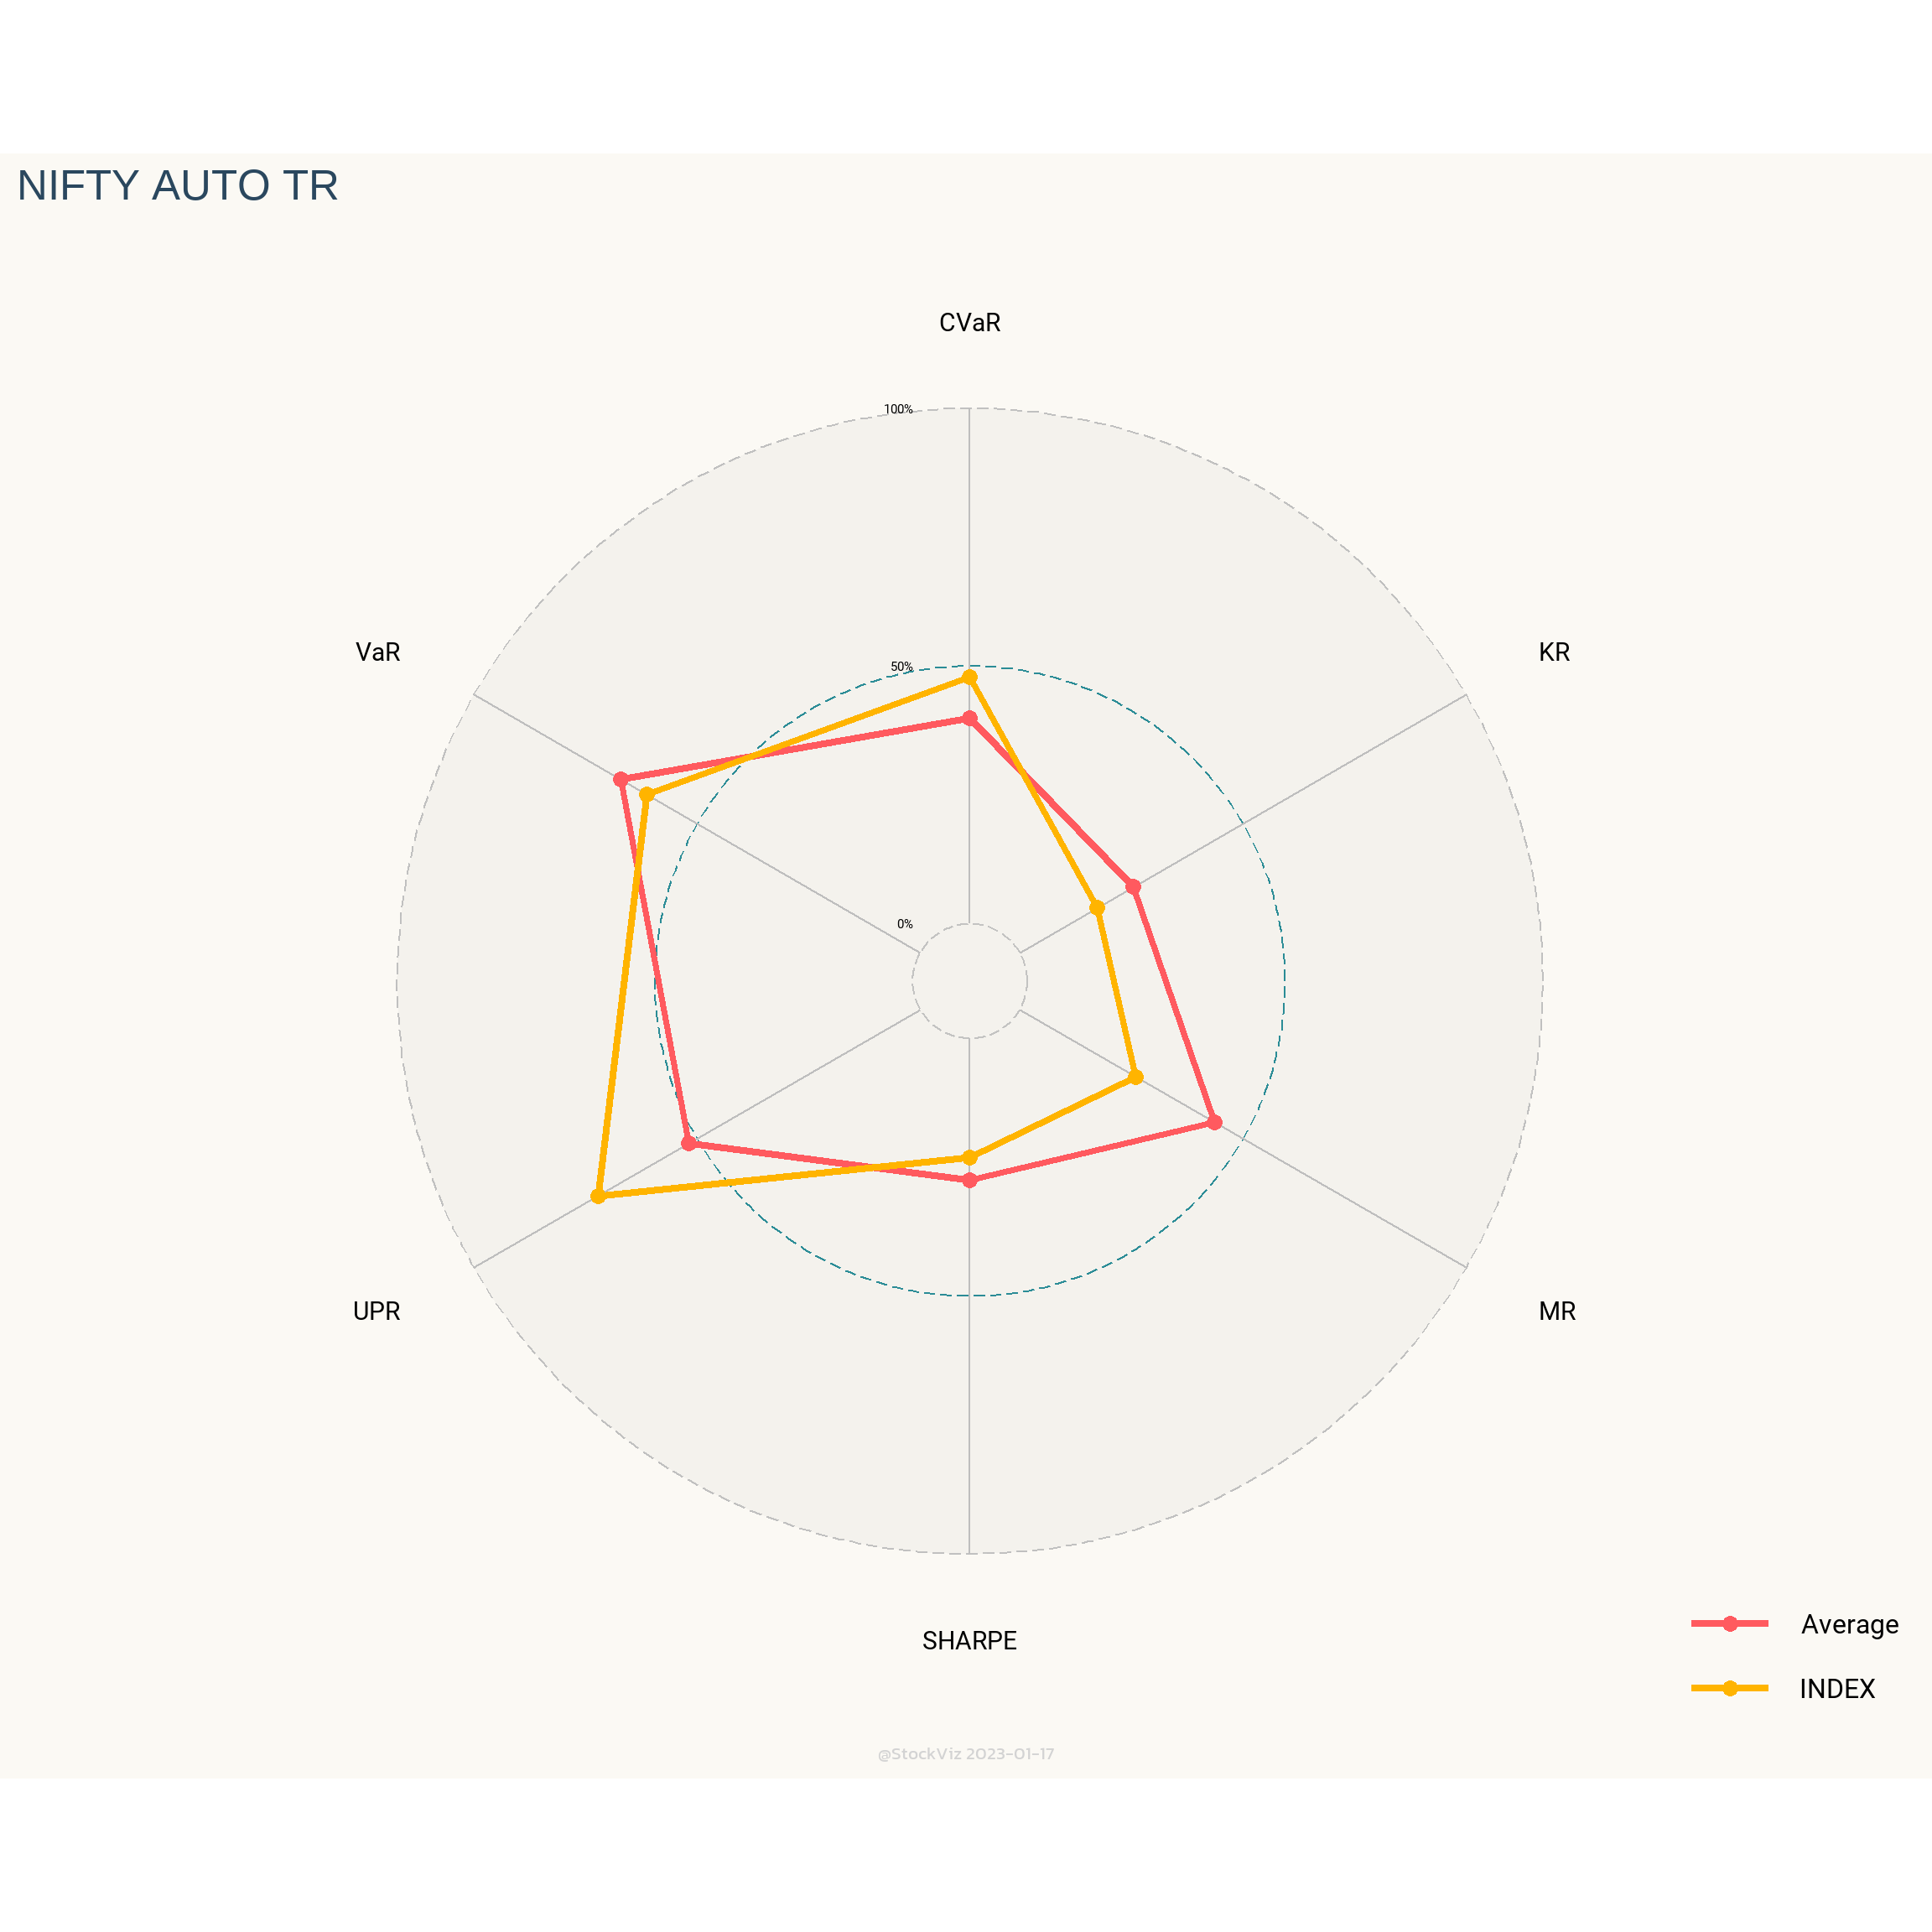 NIFTY AUTO TR
CVaR
100%
VaR
KR
50%
0%
UPR
MR
SHARPE
Average
INDEX
@StockViz 2023-01-17